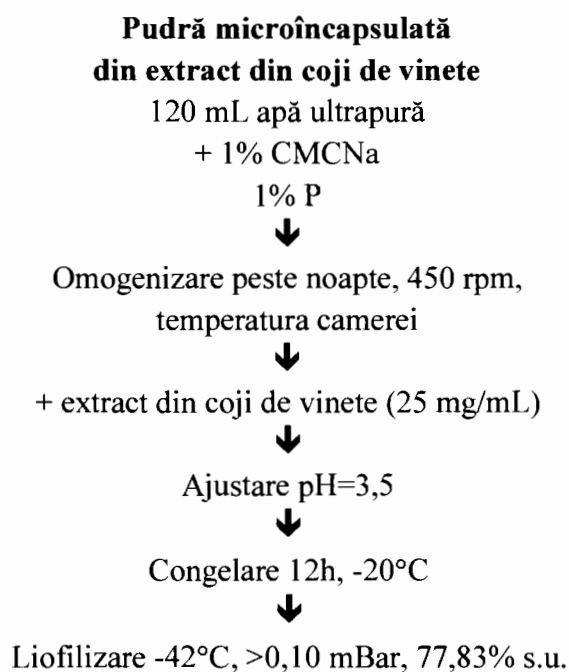 Pudră microîncapsulată
din extract din coji de vinete
120 mL apă ultrapură
+ 1% CMCNa
1% P
Omogenizare peste noapte, 450 rpm,
temperatura camerei
+ extract din coji de vinete (25 mg/mL)
Ajustare pH=3,5
Congelare 12h, -20°C
Liofilizare -42°C, >0,10 mBar, 77,83% s.u.